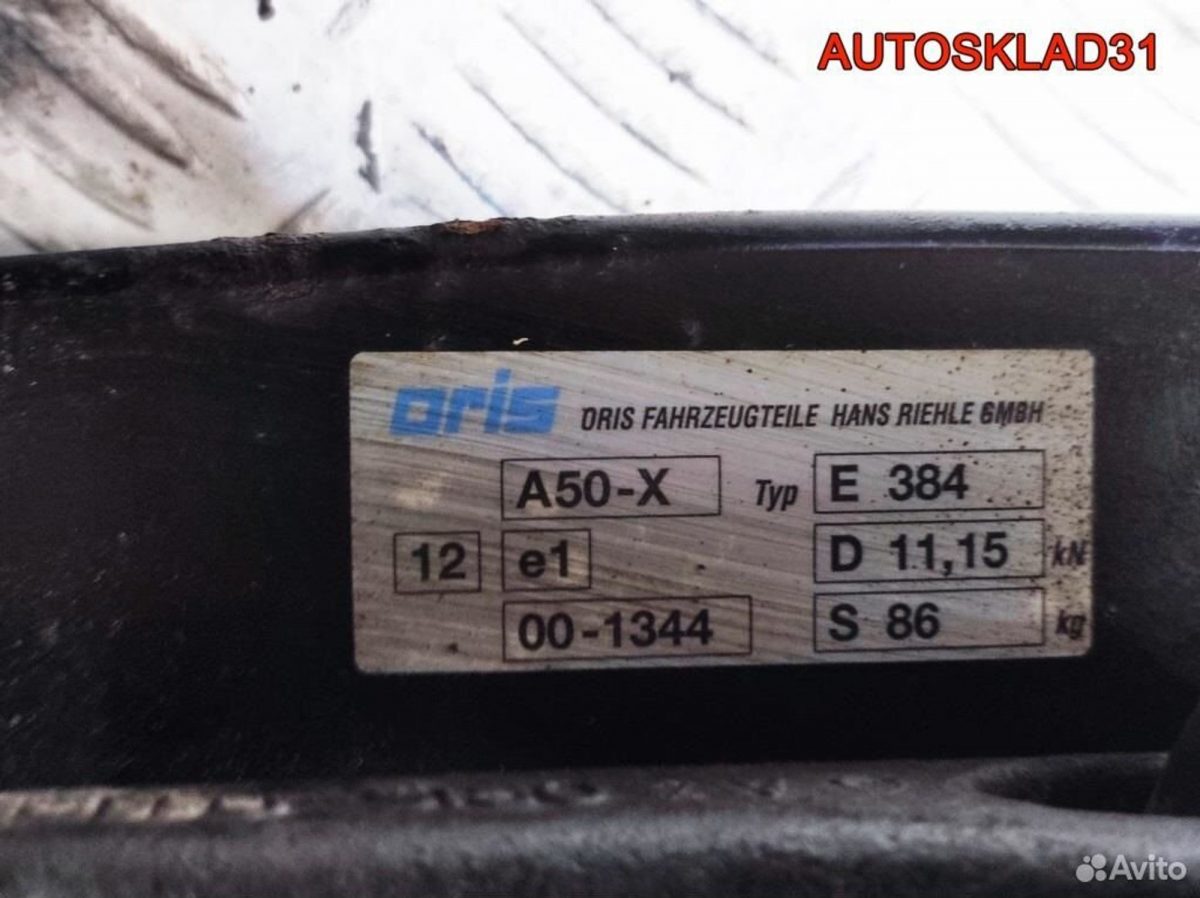 AUTOSKLAD31
oris ORIS FAHRZEUGTEILE HANS RIEHLE GMBH
A50-X Typ E 384
12 e1 D 11,15 kN
00-1344 S 86 kg
Avito